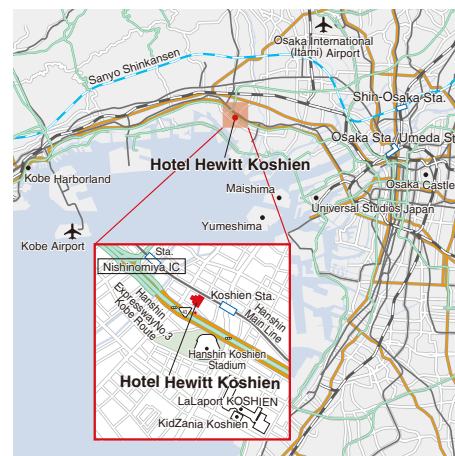 Osaka International
(Itami) Airport
Sanyo Shinkansen
Shin-Osaka Sta.
Osaka Sta./Umeda St
Hotel Hewitt Koshien
Kobe Harborland
Maishima
Osaka Castle
Universal Studios Japan
Yumeshima
Kobe Airport
Sta.
Nishinomiya IC
Koshien Sta.
Hanshin
Main Line
Hanshin
Expressway No.3
Kobe Route
Hanshin Koshien
Stadium
Hotel Hewitt Koshien
LaLaport KOSHIEN
KidZania Koshien